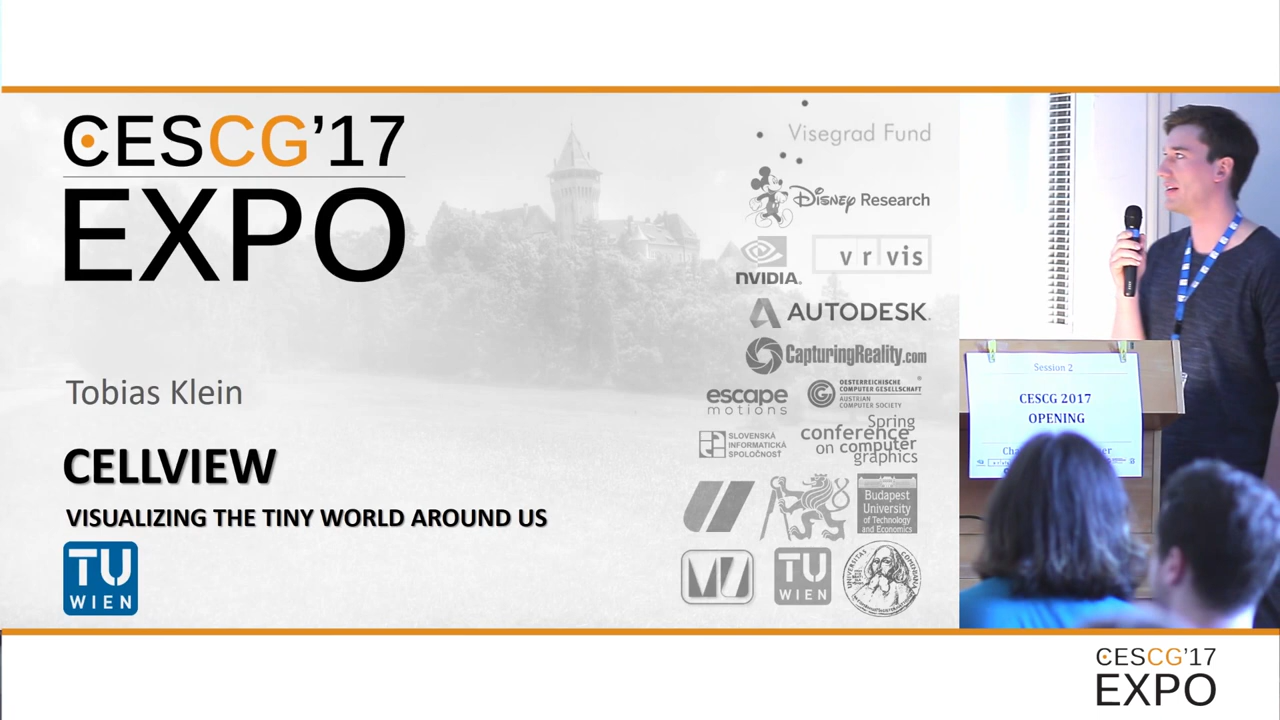 CESCG'17
EXPO
Tobias Klein
CELLVIEW
VISUALIZING THE TINY WORLD AROUND US
TU
WIEN
Visegrad Fund
Disney Research
NVIDIA.
vrvis
AUTODESK.
CapturingReality.com
escape
motions
OESTERREICHISCHE
COMPUTER GESELLSCHAFT
AUSTRIAN
COMPUTER SOCIETY
SLOVENSKÁ
INFORMATICKÁ
SPOLOČNOSŤ
Spring
conference
on computer
graphics
Budapest
University
of Technology
and Economics
TU
WIEN
Session 2
CESCG 2017
OPENING
CESCG'17
EXPO